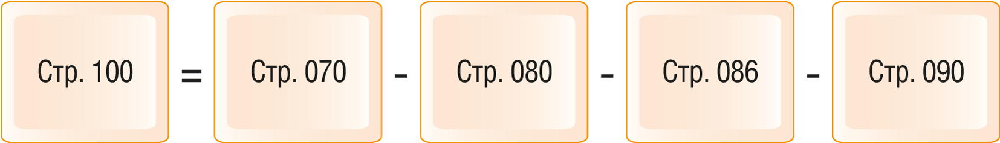 Стр. 100 = Стр. 070 - Стр. 080 - Стр. 086 - Стр. 090